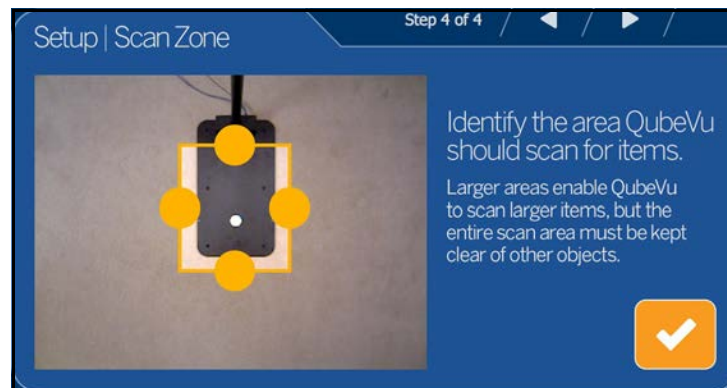 Step 4 of 4
Setup | Scan Zone
Identify the area QubeVu
should scan for items.
Larger areas enable QubeVu
to scan larger items, but the
entire scan area must be kept
clear of other objects.